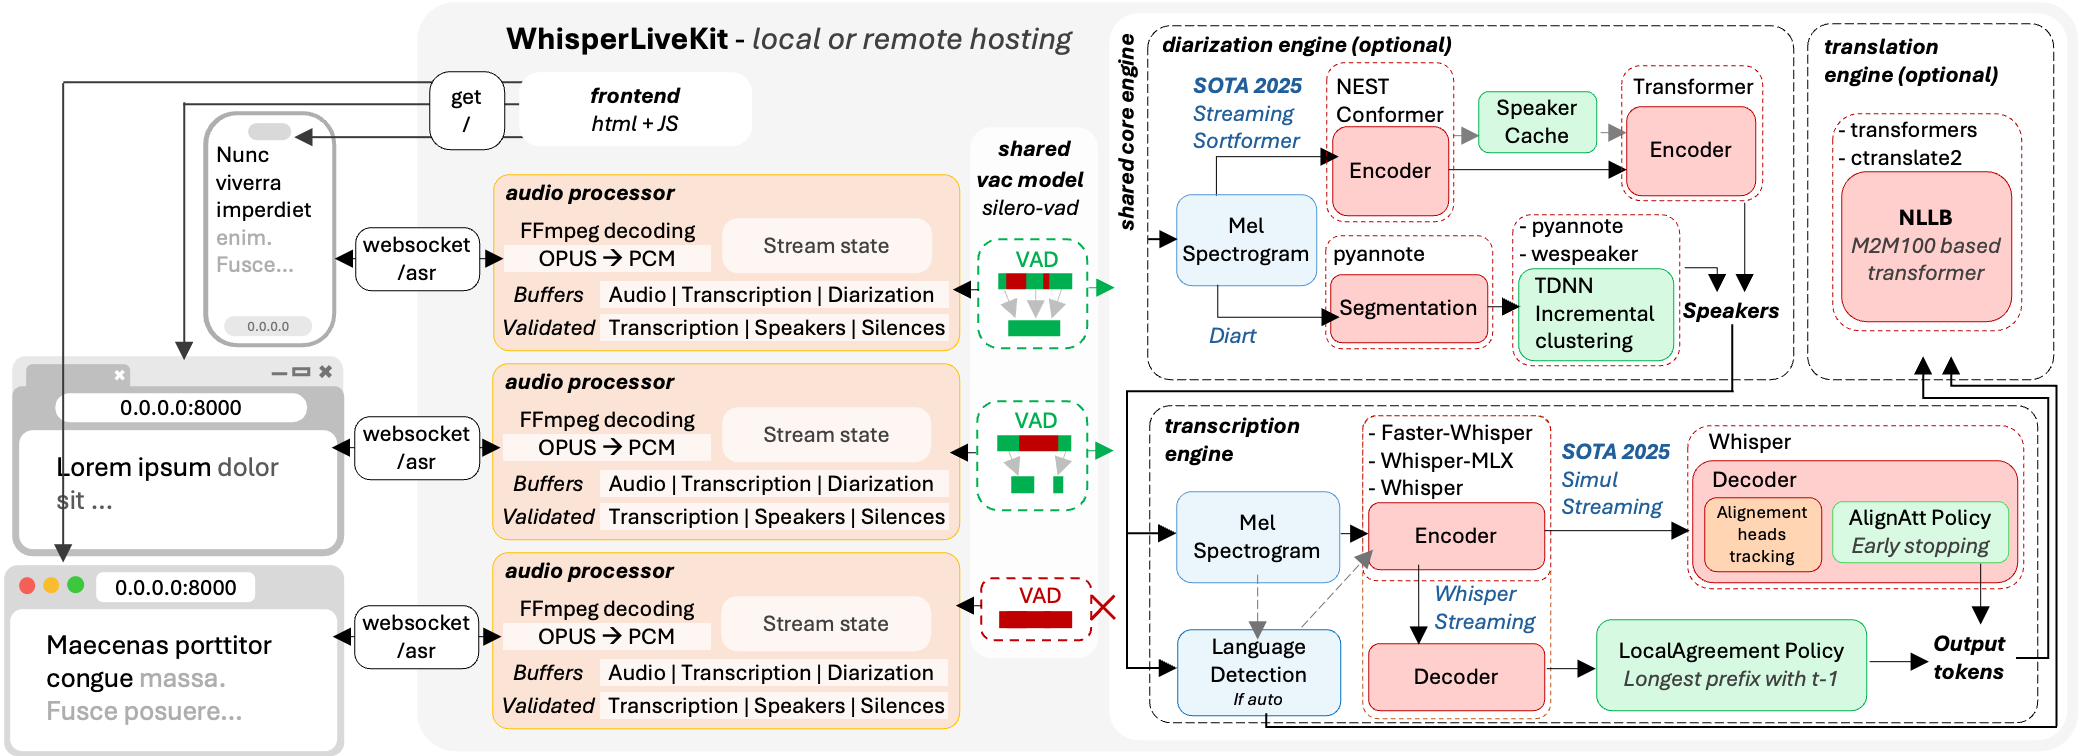 WhisperLiveKit - local or remote hosting
get
/
frontend
html + JS
Nunc
viverra
imperdiet
enim.
Fusce...
0.0.0.0
0.0.0.0:8000
Lorem ipsum dolor
sit ...
0.0.0.0:8000
Maecenas porttitor
congue massa.
Fusce posuere...
websocket
/asr
websocket
/asr
websocket
/asr
audio processor
FFmpeg decoding
OPUS → PCM
Stream state
Buffers Audio | Transcription | Diarization
Validated Transcription | Speakers | Silences
audio processor
FFmpeg decoding
OPUS → PCM
Stream state
Buffers Audio | Transcription | Diarization
Validated Transcription | Speakers | Silences
audio processor
FFmpeg decoding
OPUS → PCM
Stream state
Buffers Audio | Transcription | Diarization
Validated Transcription | Speakers | Silences
shared
vac model
silero-vad
VAD
VAD
VAD
shared core engine
diarization engine (optional)
SOTA 2025
Streaming
Sortformer
NEST
Conformer
Encoder
Speaker
Cache
Transformer
Encoder
Mel
Spectrogram
Diart
pyannote
Segmentation
- pyannote
- wespeaker
TDNN
Incremental
clustering
Speakers
translation
engine (optional)
- transformers
- ctranslate2
NLLB
M2M100 based
transformer
transcription
engine
Mel
Spectrogram
Language
Detection
If auto
- Faster-Whisper
- Whisper-MLX
- Whisper
Encoder
Whisper
Streaming
Decoder
SOTA 2025
Simul
Streaming
Whisper
Decoder
Alignement
heads
tracking
AlignAtt Policy
Early stopping
LocalAgreement Policy
Longest prefix with t-1
Output
tokens